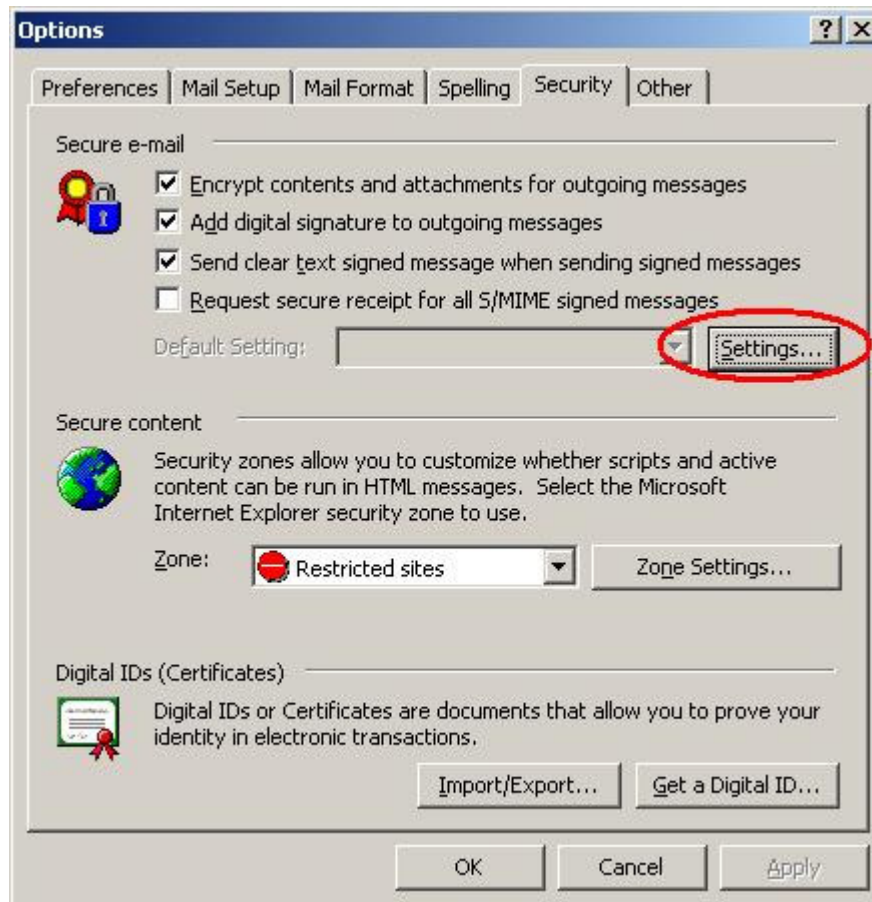 Options
Preferences Mail Setup Mail Format Spelling Security Other
Secure e-mail
Encrypt contents and attachments for outgoing messages
Add digital signature to outgoing messages
Send clear text signed message when sending signed messages
Request secure receipt for all S/MIME signed messages
Default Setting: Settings...
Secure content
Security zones allow you to customize whether scripts and active
content can be run in HTML messages. Select the Microsoft
Internet Explorer security zone to use.
Zone: Restricted sites Zone Settings...
Digital IDs (Certificates)
Digital IDs or Certificates are documents that allow you to prove your
identity in electronic transactions.
Import/Export... Get a Digital ID...
OK Cancel Apply